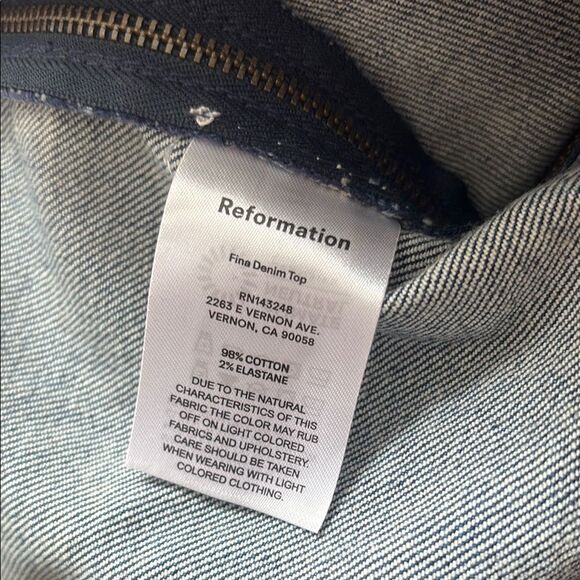 Reformation
Fina Denim Top
RN143248
2263 E VERNON AVE.
VERNON, CA 90058
98% COTTON
2% ELASTANE
DUE TO THE NATURAL
CHARACTERISTICS OF THIS
FABRIC THE COLOR MAY RUB
OFF ON LIGHT COLORED
FABRICS AND UPHOLSTERY.
CARE SHOULD BE TAKEN
WHEN WEARING WITH LIGHT
COLORED CLOTHING.